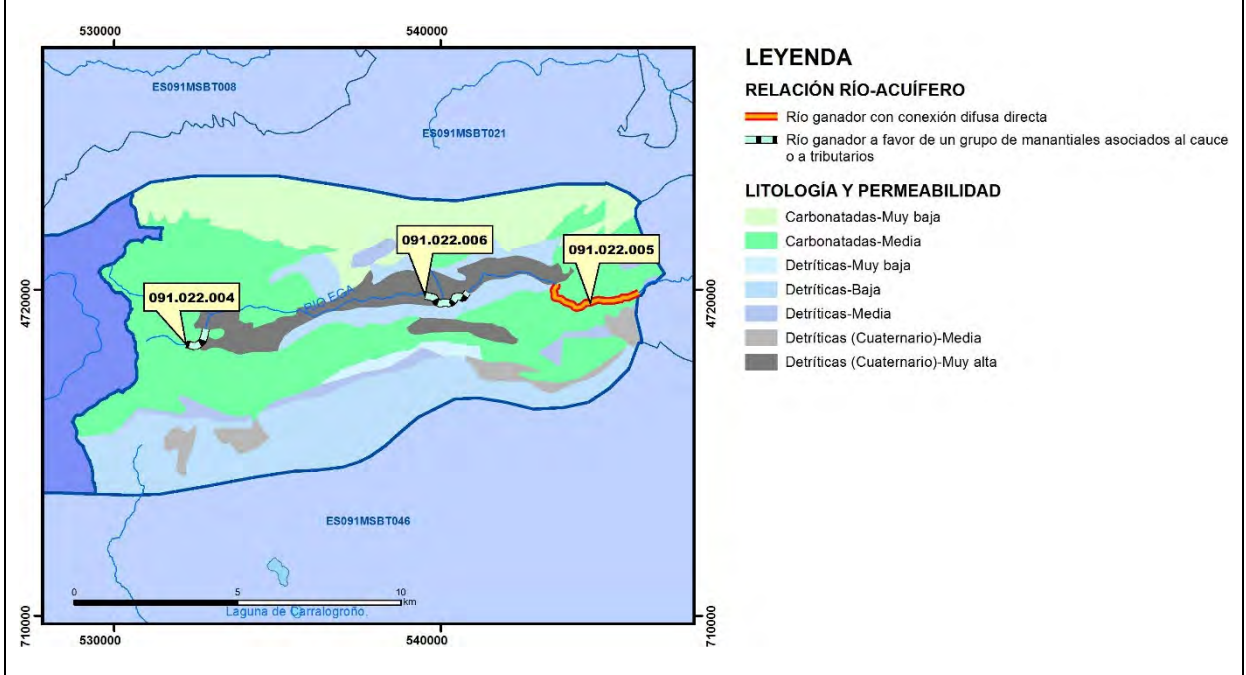 530000
540000
ES091MSBT008
ES091MSBT021
091.022.006
091.022.005
091.022.004
RIO EGA
4720000
4720000
ES091MSBT046
0
5
10
km
Laguna de Carralogroño.
710000
710000
530000
540000
LEYENDA
RELACIÓN RÍO-ACUÍFERO
Río ganador con conexión difusa directa
Río ganador a favor de un grupo de manantiales asociados al cauce
o a tributarios
LITOLOGÍA Y PERMEABILIDAD
Carbonatadas-Muy baja
Carbonatadas-Media
Detríticas-Muy baja
Detríticas-Baja
Detríticas-Media
Detríticas (Cuaternario)-Media
Detríticas (Cuaternario)-Muy alta